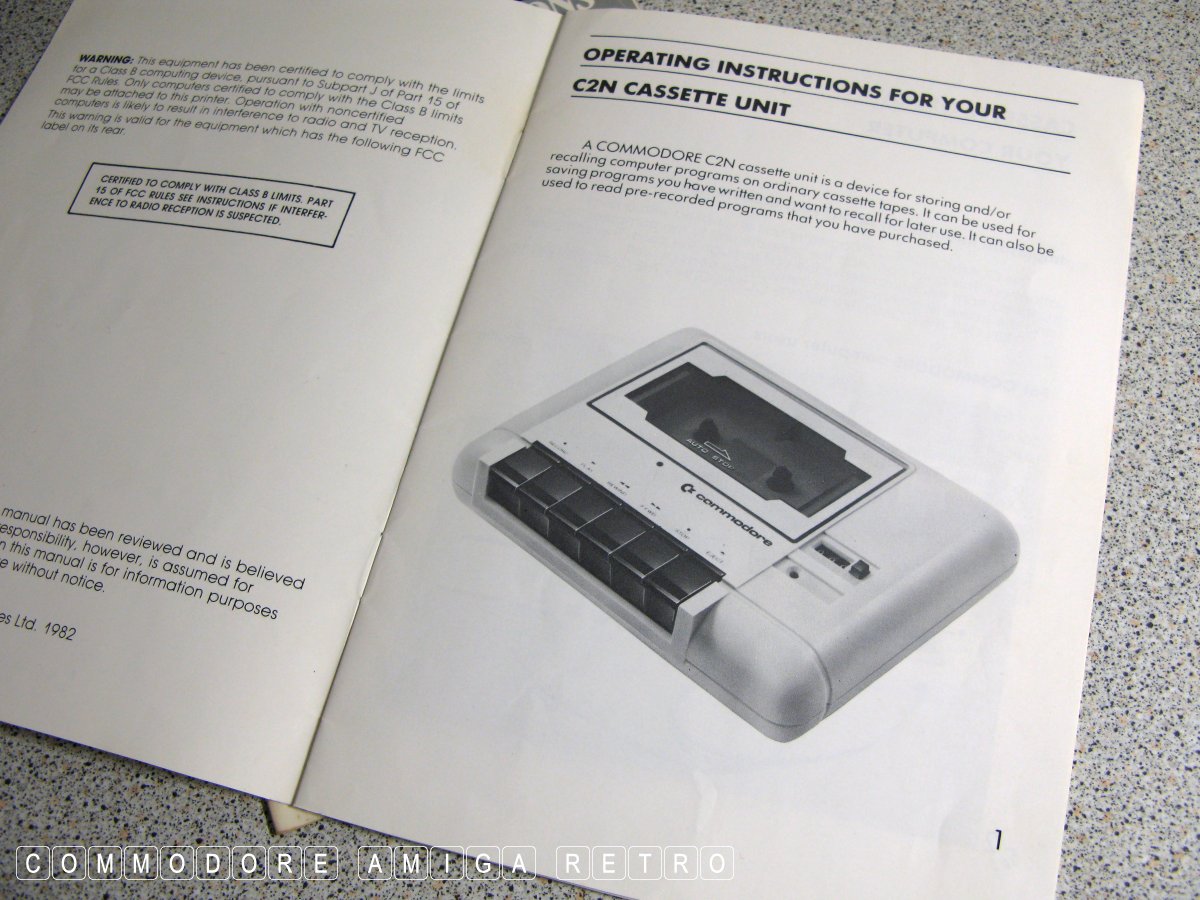 WARNING: This equipment has been certified to comply with the limits
for a Class B computing device, pursuant to Subpart J of Part 15 of
FCC Rules. Only computers certified to comply with the Class B limits
may be attached to this printer. Operation with noncertified
computers is likely to result in interference to radio and TV reception.
This warning is valid for the equipment which has the following FCC
label on its rear.
CERTIFIED TO COMPLY WITH CLASS B LIMITS. PART
15 OF FCC RULES SEE INSTRUCTIONS IF INTERFER-
ENCE TO RADIO RECEPTION IS SUSPECTED.
manual has been reviewed and is believed
responsibility, however, is assumed for
n this manual is for information purposes
e without notice.
es Ltd. 1982
ONS
OPERATING INSTRUCTIONS FOR YOUR
C2N CASSETTE UNIT
A COMMODORE C2N cassette unit is a device for storing and/or
recalling computer programs on ordinary cassette tapes. It can be used for
saving programs you have written and want to recall for later use. It can also be
used to read pre-recorded programs that you have purchased.
AUTO STOP
commodore
RECORD PLAY REWIND F.FWD STOP EJECT
1
COMMODORE AMIGA RETRO